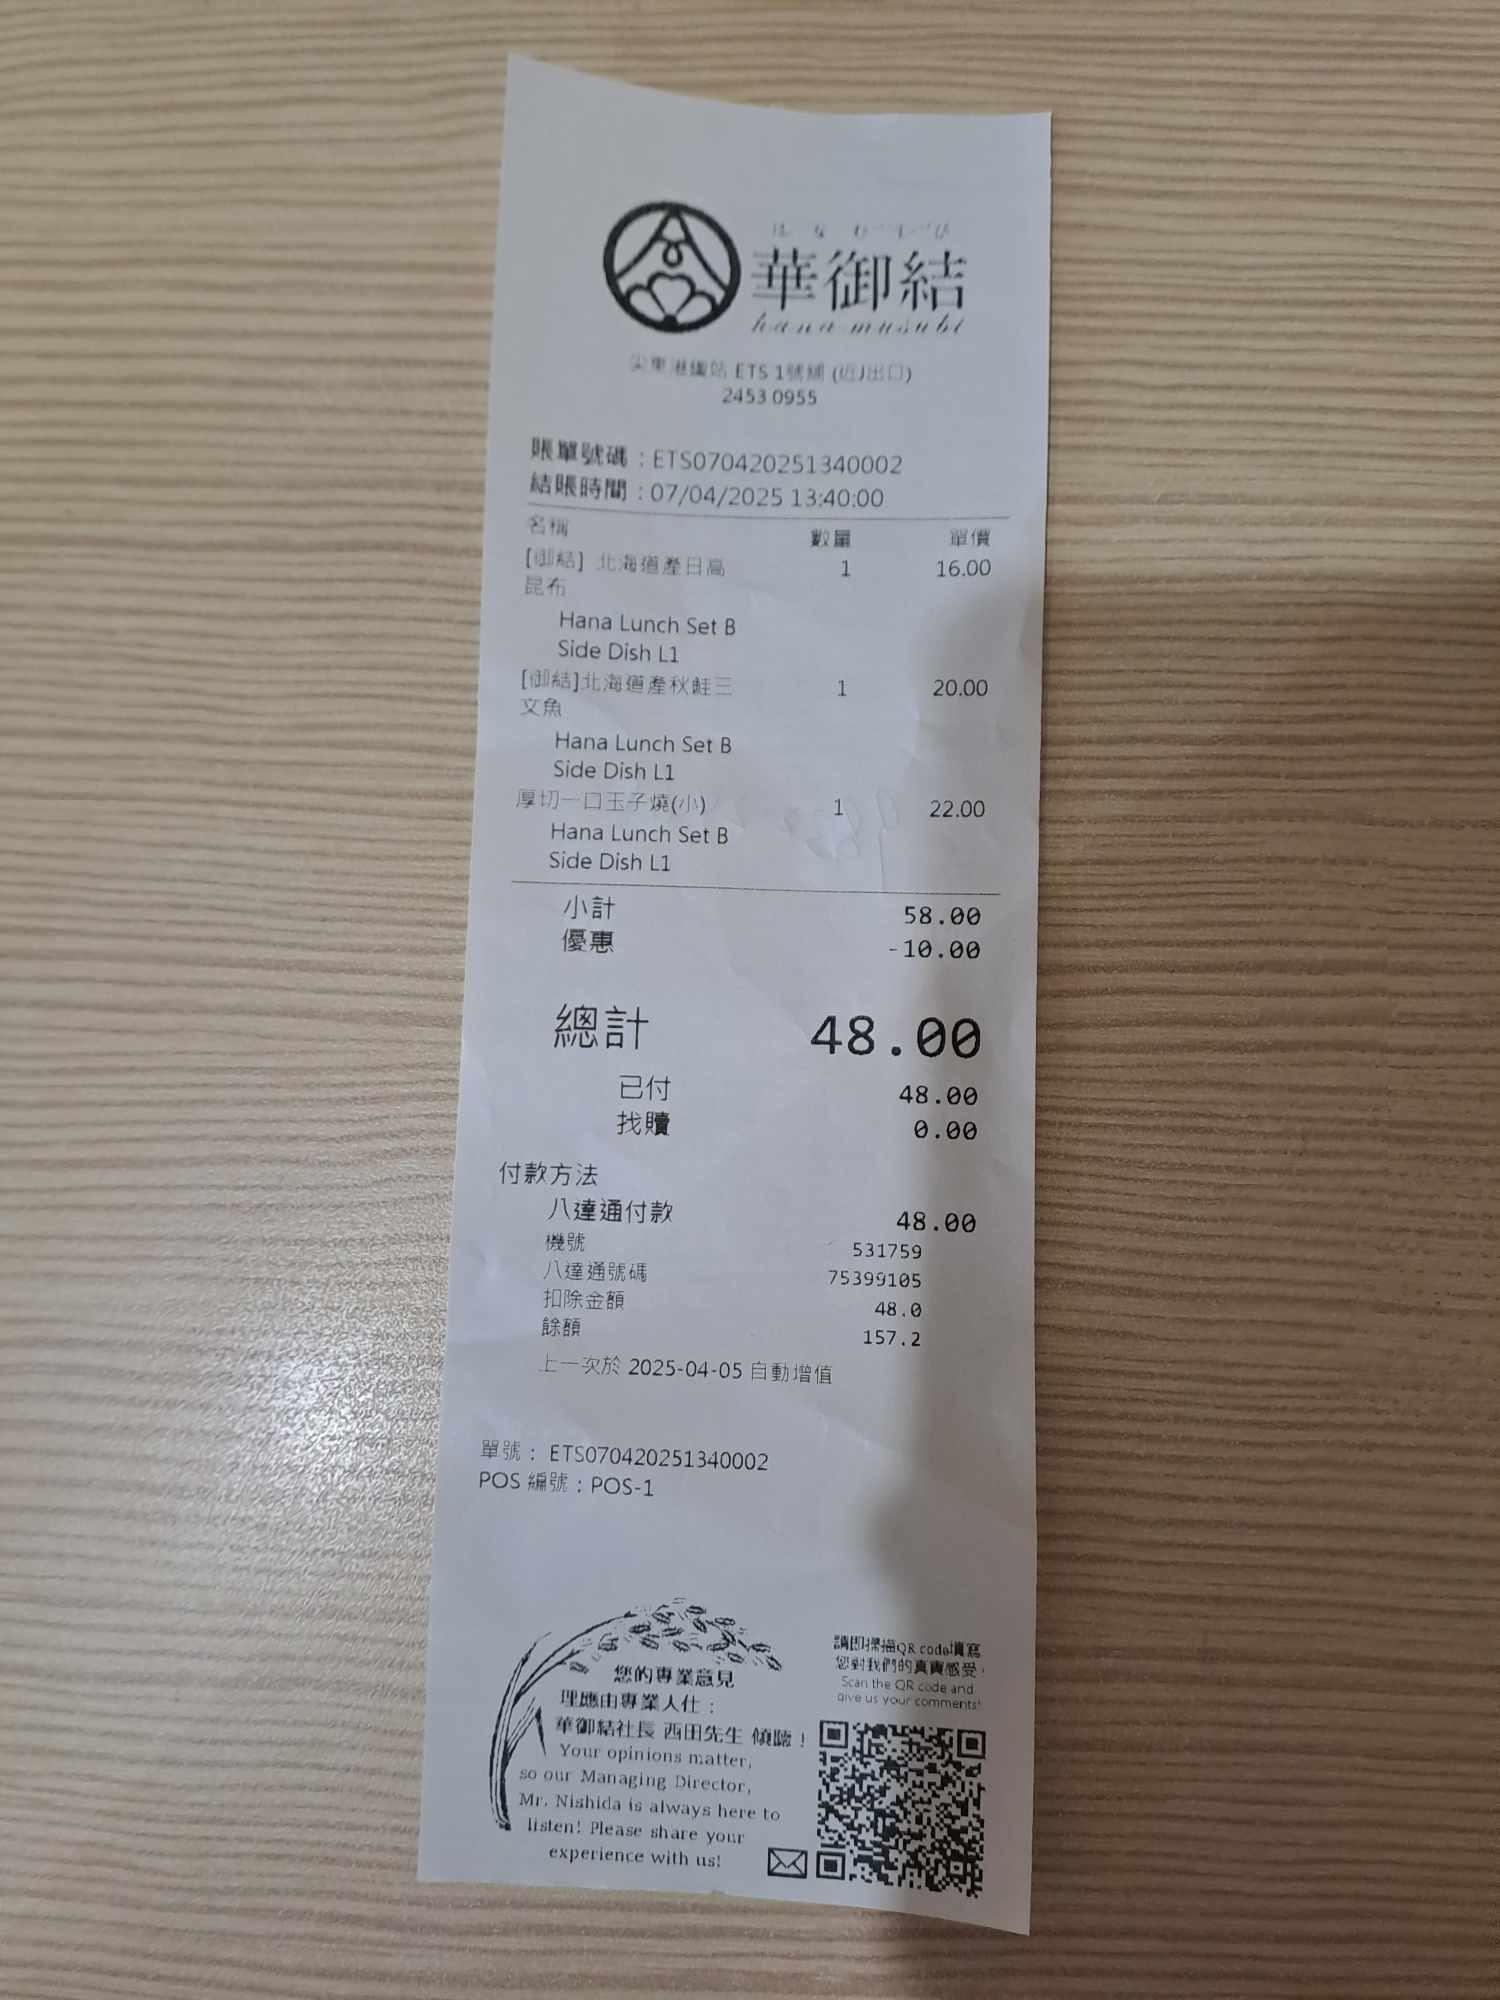 はなむすび
華御結
hana-musubi
尖東港鐵站 ETS 1號舖 (近J出口)
2453 0955
賬單號碼：ETS070420251340002
結賬時間：07/04/2025 13:40:00
名稱 數量 單價
[御結] 北海道產日高 1 16.00
昆布
Hana Lunch Set B
Side Dish L1
[御結]北海道產秋鮭三 1 20.00
文魚
Hana Lunch Set B
Side Dish L1
厚切一口玉子燒(小) 1 22.00
Hana Lunch Set B
Side Dish L1
小計 58.00
優惠 -10.00
總計 48.00
已付 48.00
找贖 0.00
付款方法
八達通付款 48.00
機號 531759
八達通號碼 75399105
扣除金額 48.0
餘額 157.2
上一次於 2025-04-05 自動增值
單號： ETS070420251340002
POS 編號：POS-1
您的專業意見
理應由專業人仕：
華御結社長 西田先生 傾聽！
Your opinions matter,
so our Managing Director,
Mr. Nishida is always here to
listen! Please share your
experience with us!
請即掃描QR code填寫
您對我們的真實感受，
Scan the QR code and
give us your comments!